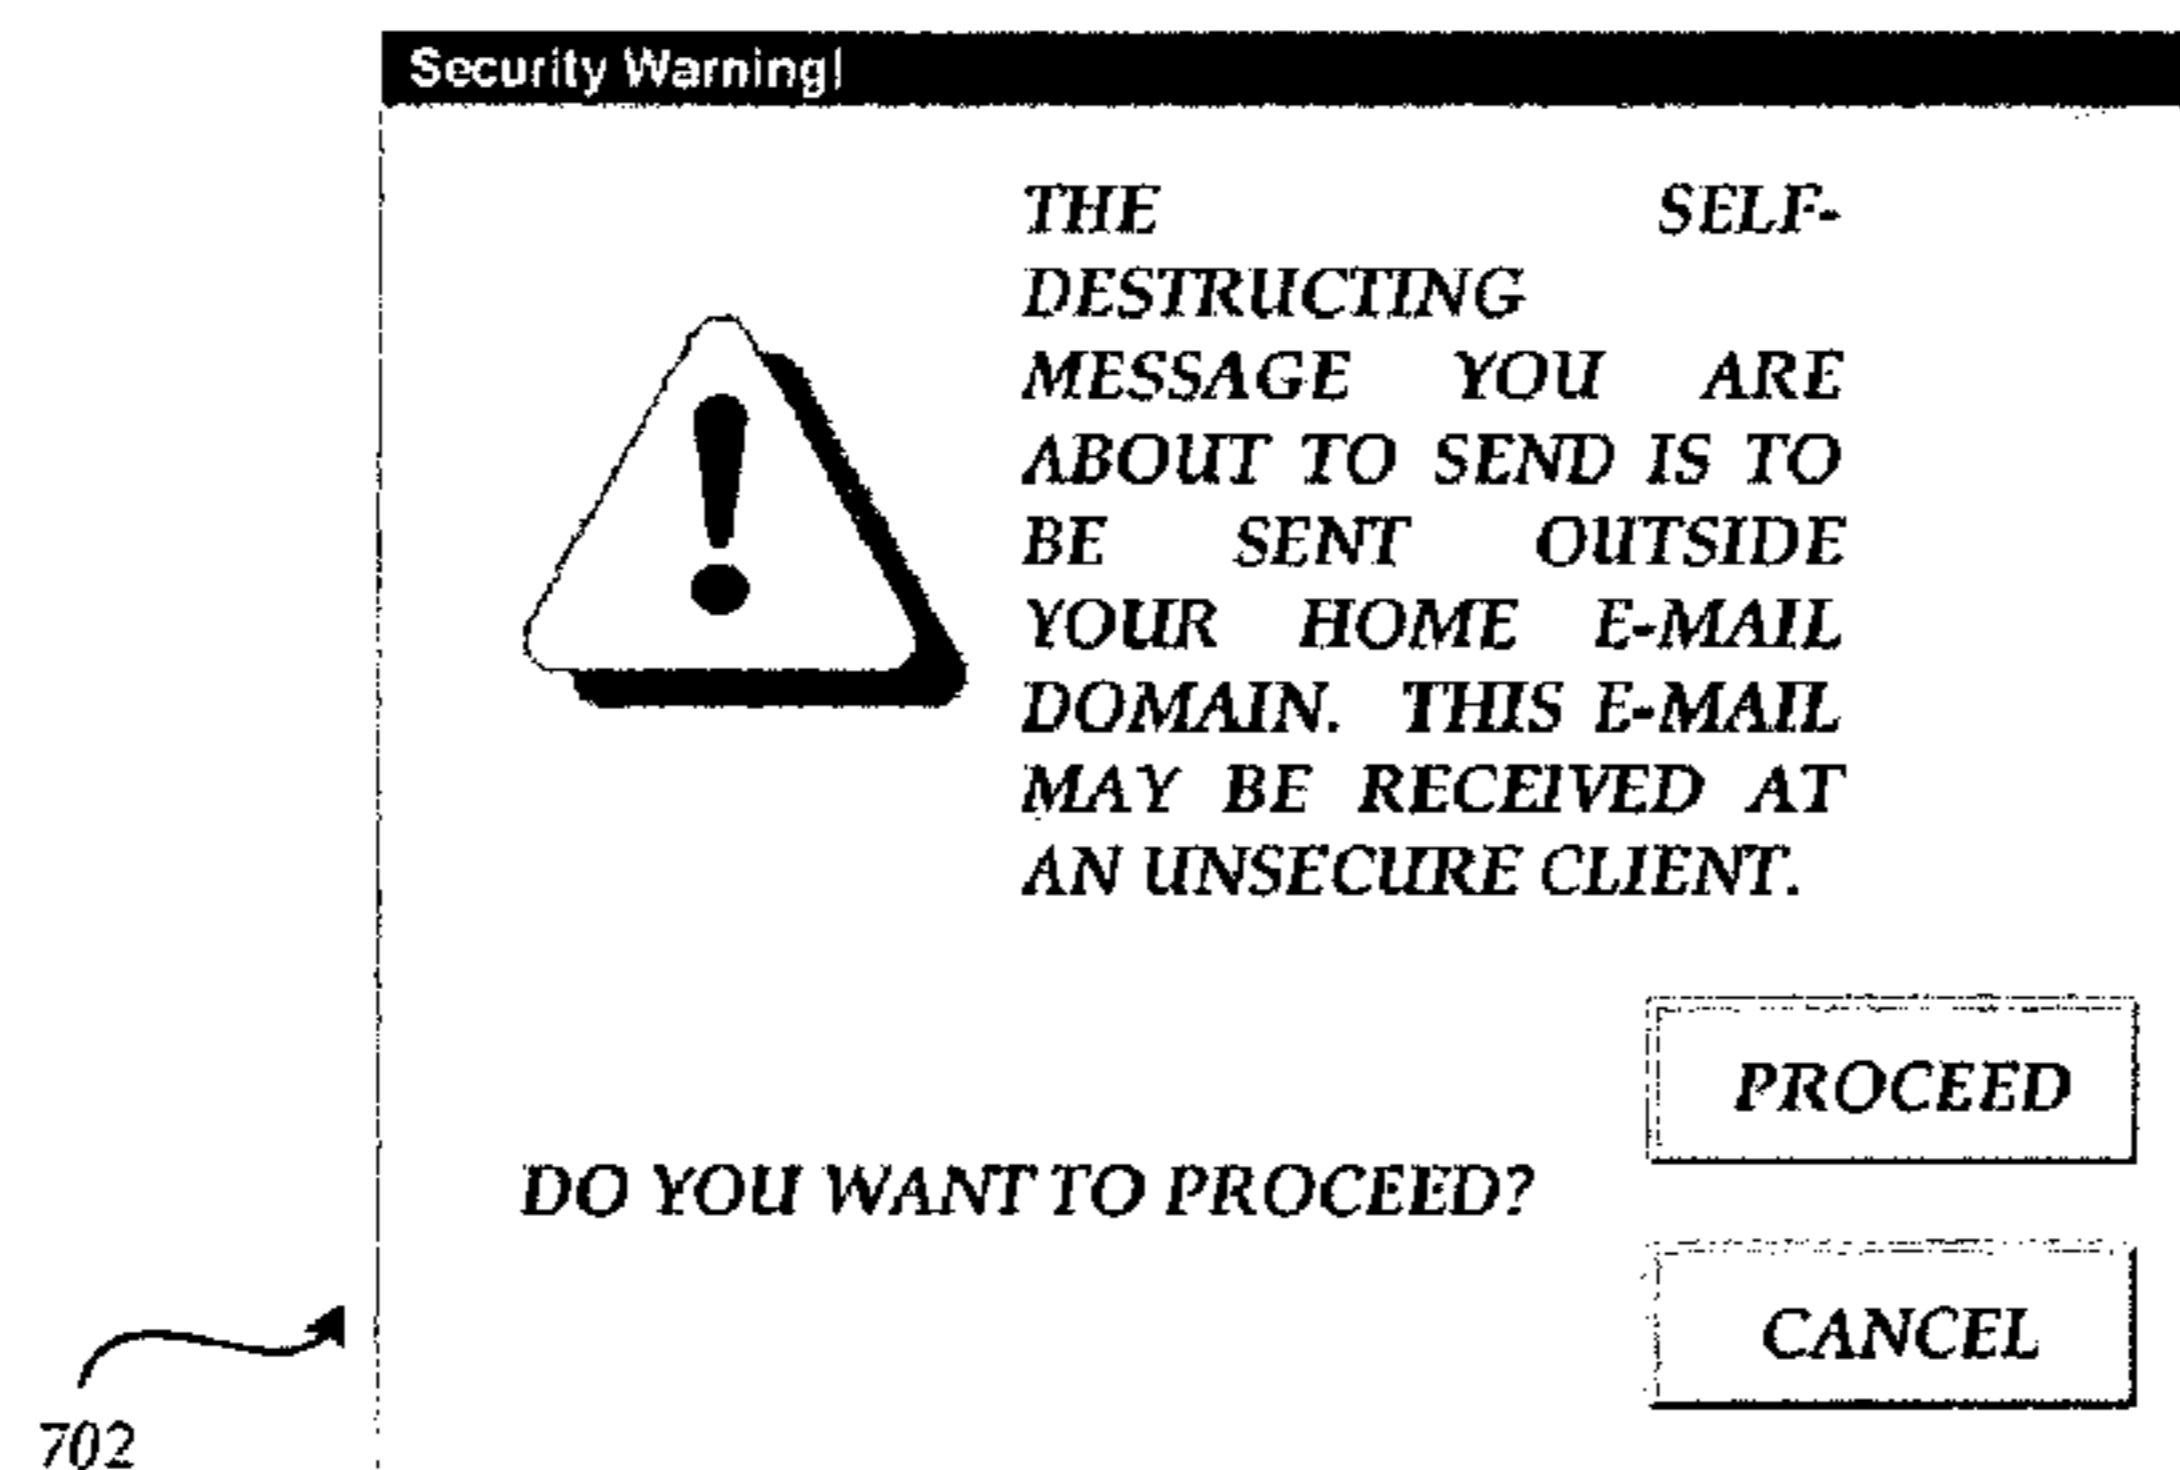 Security Warning!
THE SELF-
DESTRUCTING
MESSAGE YOU ARE
ABOUT TO SEND IS TO
BE SENT OUTSIDE
YOUR HOME E-MAIL
DOMAIN. THIS E-MAIL
MAY BE RECEIVED AT
AN UNSECURE CLIENT.
PROCEED
DO YOU WANT TO PROCEED?
CANCEL
702